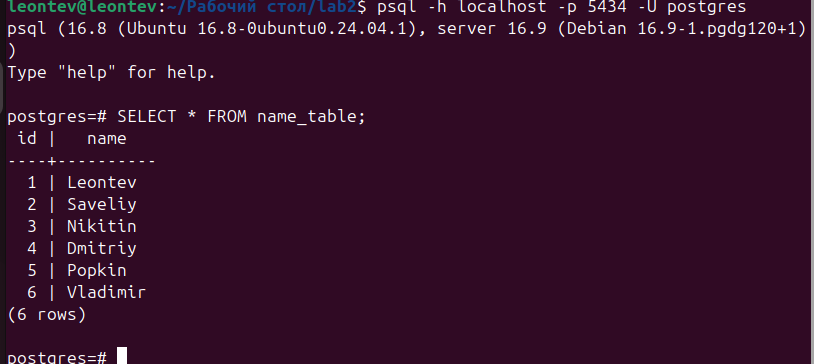 leontev@leontev:~/Рабочий стол/lab2$ psql -h localhost -p 5434 -U postgres
psql (16.8 (Ubuntu 16.8-0ubuntu0.24.04.1), server 16.9 (Debian 16.9-1.pgdg120+1)
)
Type "help" for help.
postgres=# SELECT * FROM name_table;
 id |   name
----+----------
  1 | Leontev
  2 | Saveliy
  3 | Nikitin
  4 | Dmitriy
  5 | Popkin
  6 | Vladimir
(6 rows)
postgres=#